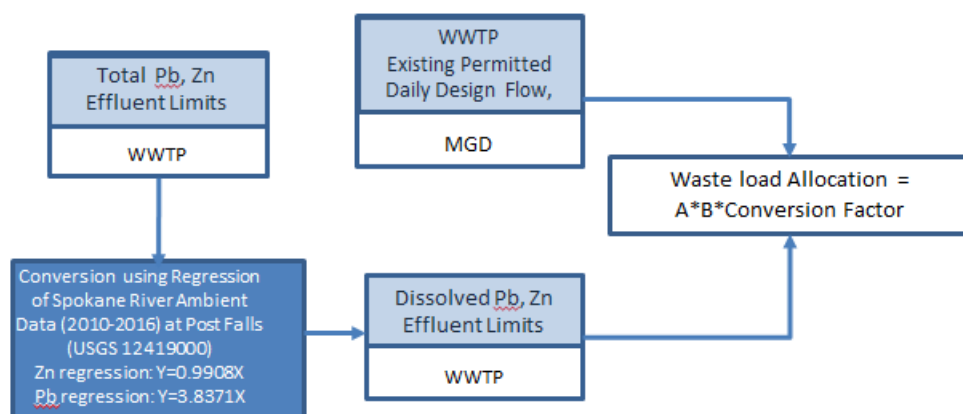 Total Pb, Zn
Effluent Limits
WWTP
WWTP
Existing Permitted
Daily Design Flow,
MGD
Waste load Allocation =
A*B*Conversion Factor
Conversion using Regression
of Spokane River Ambient
Data (2010-2016) at Post Falls
(USGS 12419000)
Zn regression: Y=0.9908X
Pb regression: Y=3.8371X
Dissolved Pb, Zn
Effluent Limits
WWTP